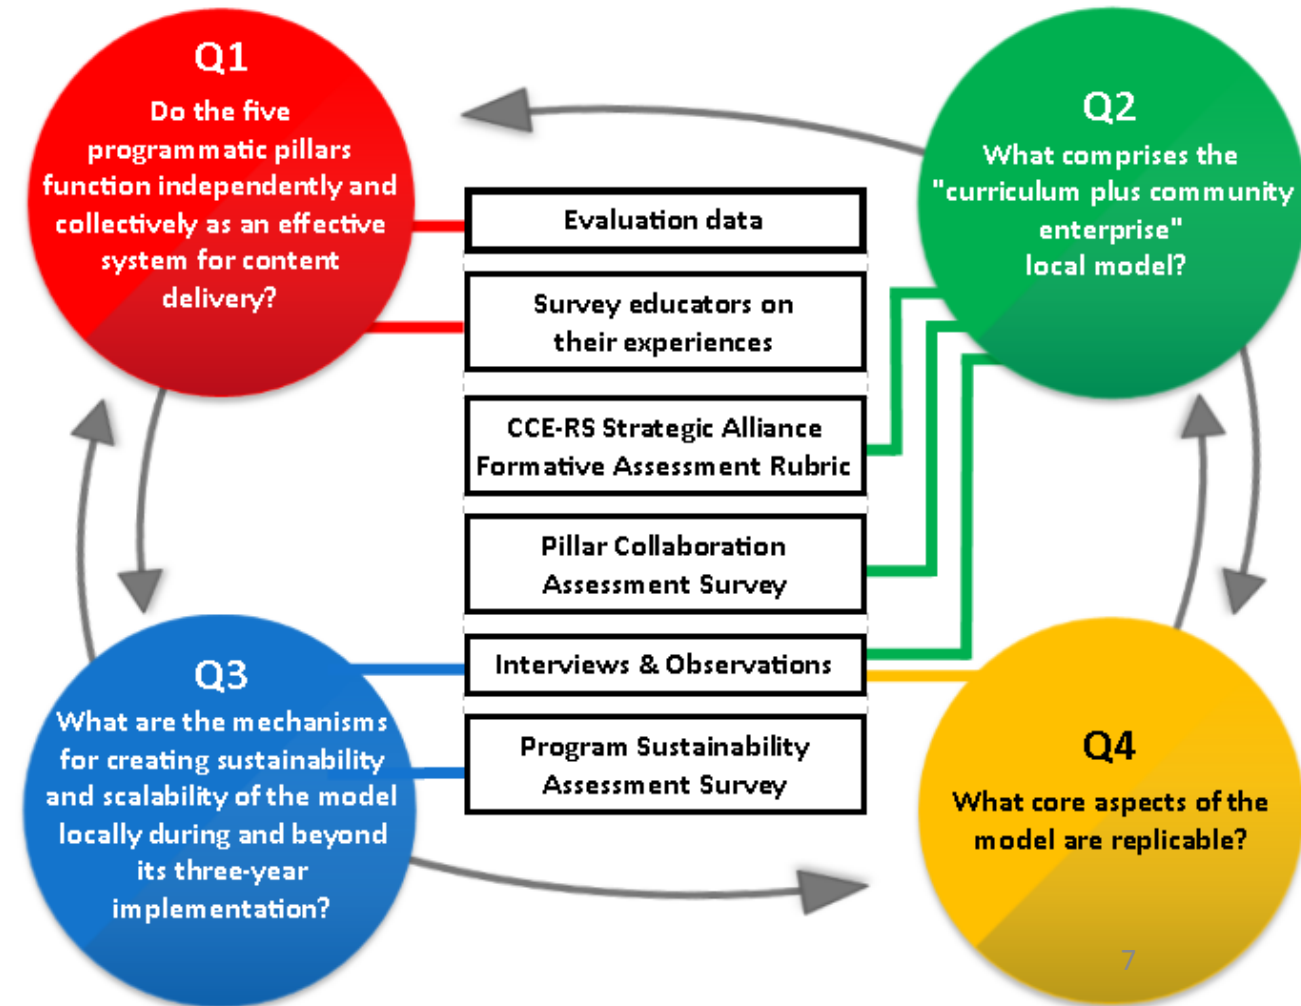 Q1
Do the five
programmatic pillars
function independently and
collectively as an effective
system for content
delivery?
Q2
What comprises the
"curriculum plus community
enterprise"
local model?
Evaluation data
Survey educators on
their experiences
CCE-RS Strategic Alliance
Formative Assessment Rubric
Pillar Collaboration
Assessment Survey
Interviews & Observations
Program Sustainability
Assessment Survey
Q3
What are the mechanisms
for creating sustainability
and scalability of the model
locally during and beyond
its three-year
implementation?
Q4
What core aspects of the
model are replicable?
7